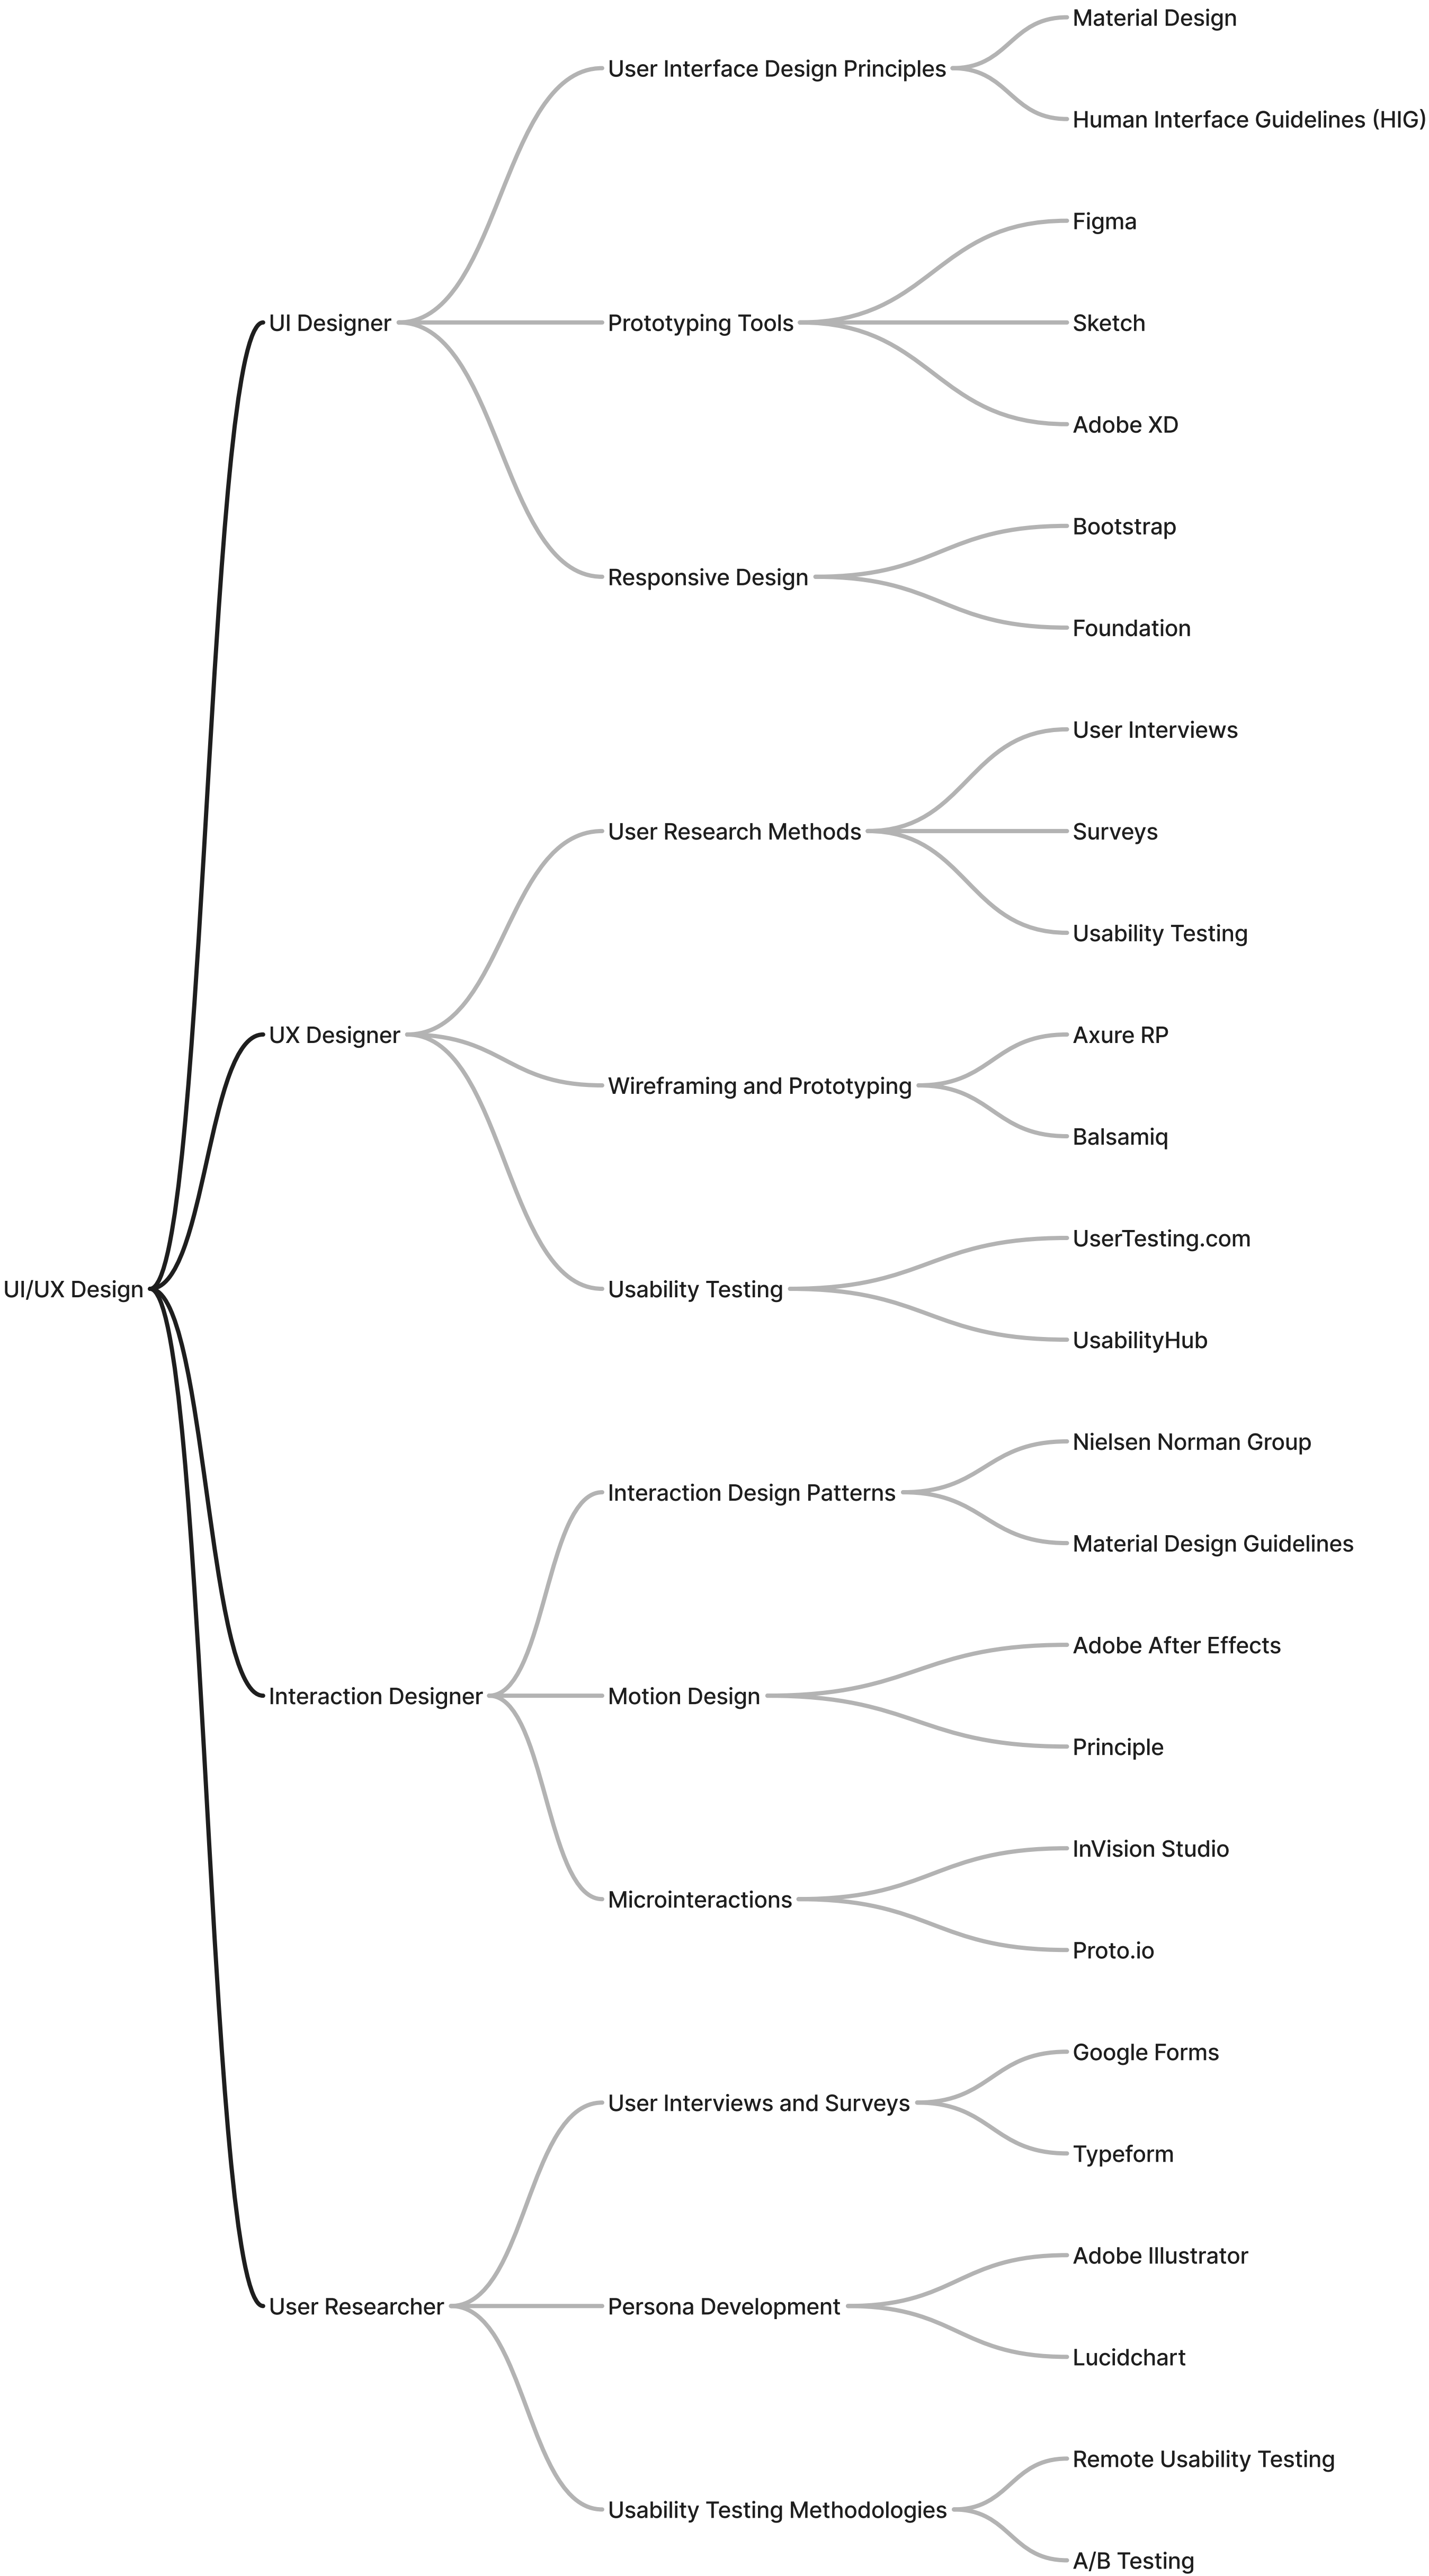 UI/UX Design
UI Designer
User Interface Design Principles
Material Design
Human Interface Guidelines (HIG)
Prototyping Tools
Figma
Sketch
Adobe XD
Responsive Design
Bootstrap
Foundation
UX Designer
User Research Methods
User Interviews
Surveys
Usability Testing
Wireframing and Prototyping
Axure RP
Balsamiq
Usability Testing
UserTesting.com
UsabilityHub
Interaction Designer
Interaction Design Patterns
Nielsen Norman Group
Material Design Guidelines
Motion Design
Adobe After Effects
Principle
Microinteractions
InVision Studio
Proto.io
User Researcher
User Interviews and Surveys
Google Forms
Typeform
Persona Development
Adobe Illustrator
Lucidchart
Usability Testing Methodologies
Remote Usability Testing
A/B Testing